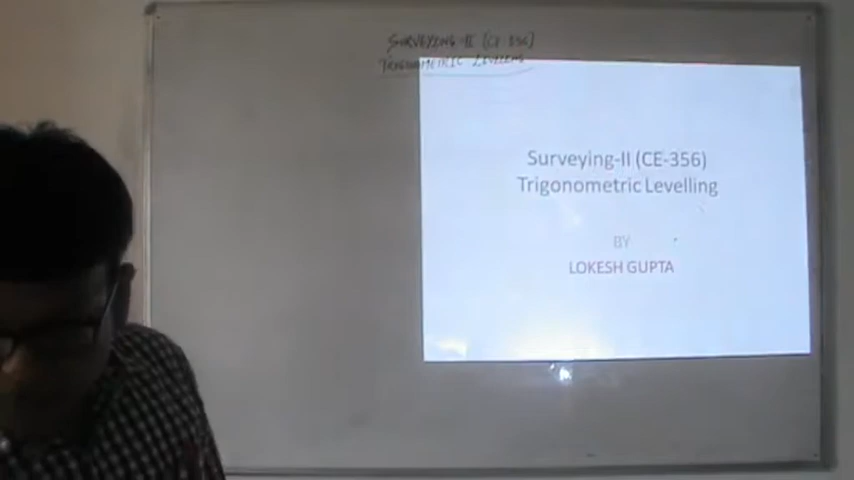 SURVEYING-II (CE-356)
TRIGONOMETRIC LEVELLING
Surveying-II (CE-356)
Trigonometric Levelling
BY
LOKESH GUPTA